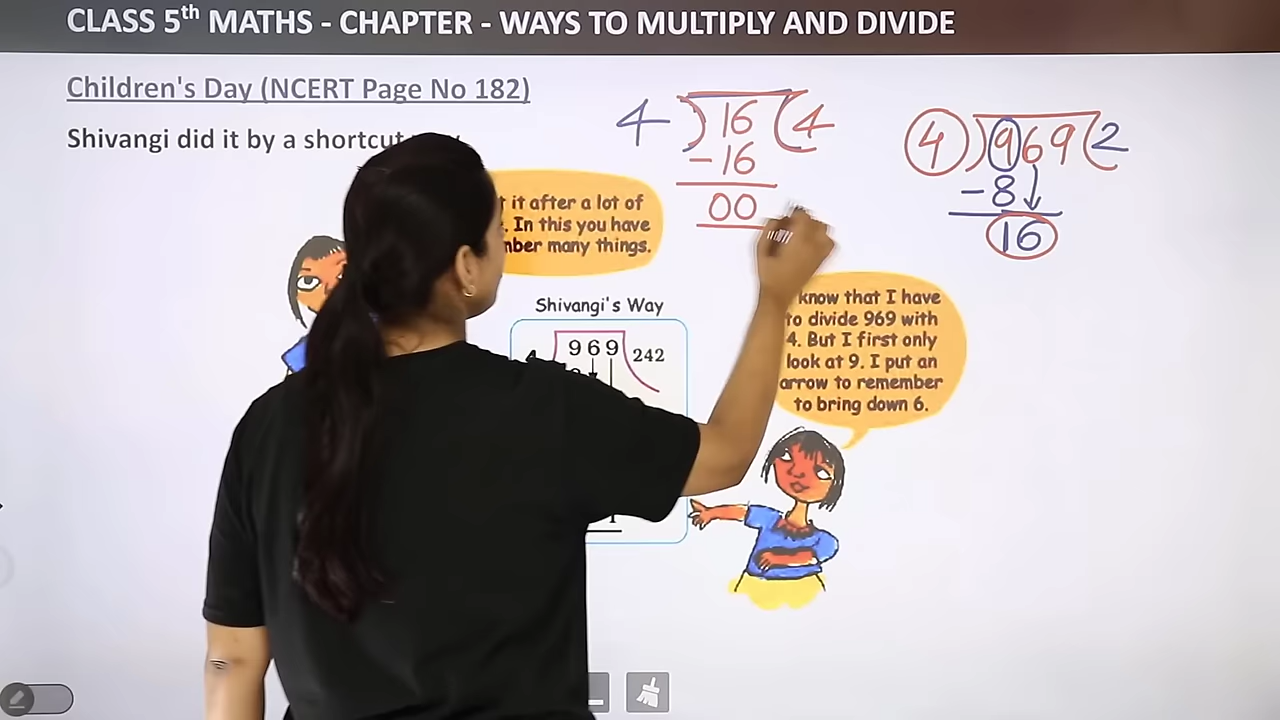 CLASS 5th MATHS - CHAPTER - WAYS TO MULTIPLY AND DIVIDE
Children's Day (NCERT Page No 182)
Shivangi did it by a shortcut
it after a lot of
. In this you have
many things.
4 ) 16 ( 4
-16
00
4 ) 969 ( 2
-8↓
16
Shivangi's Way
969 242
know that I have
to divide 969 with
4. But I first only
look at 9. I put an
arrow to remember
to bring down 6.